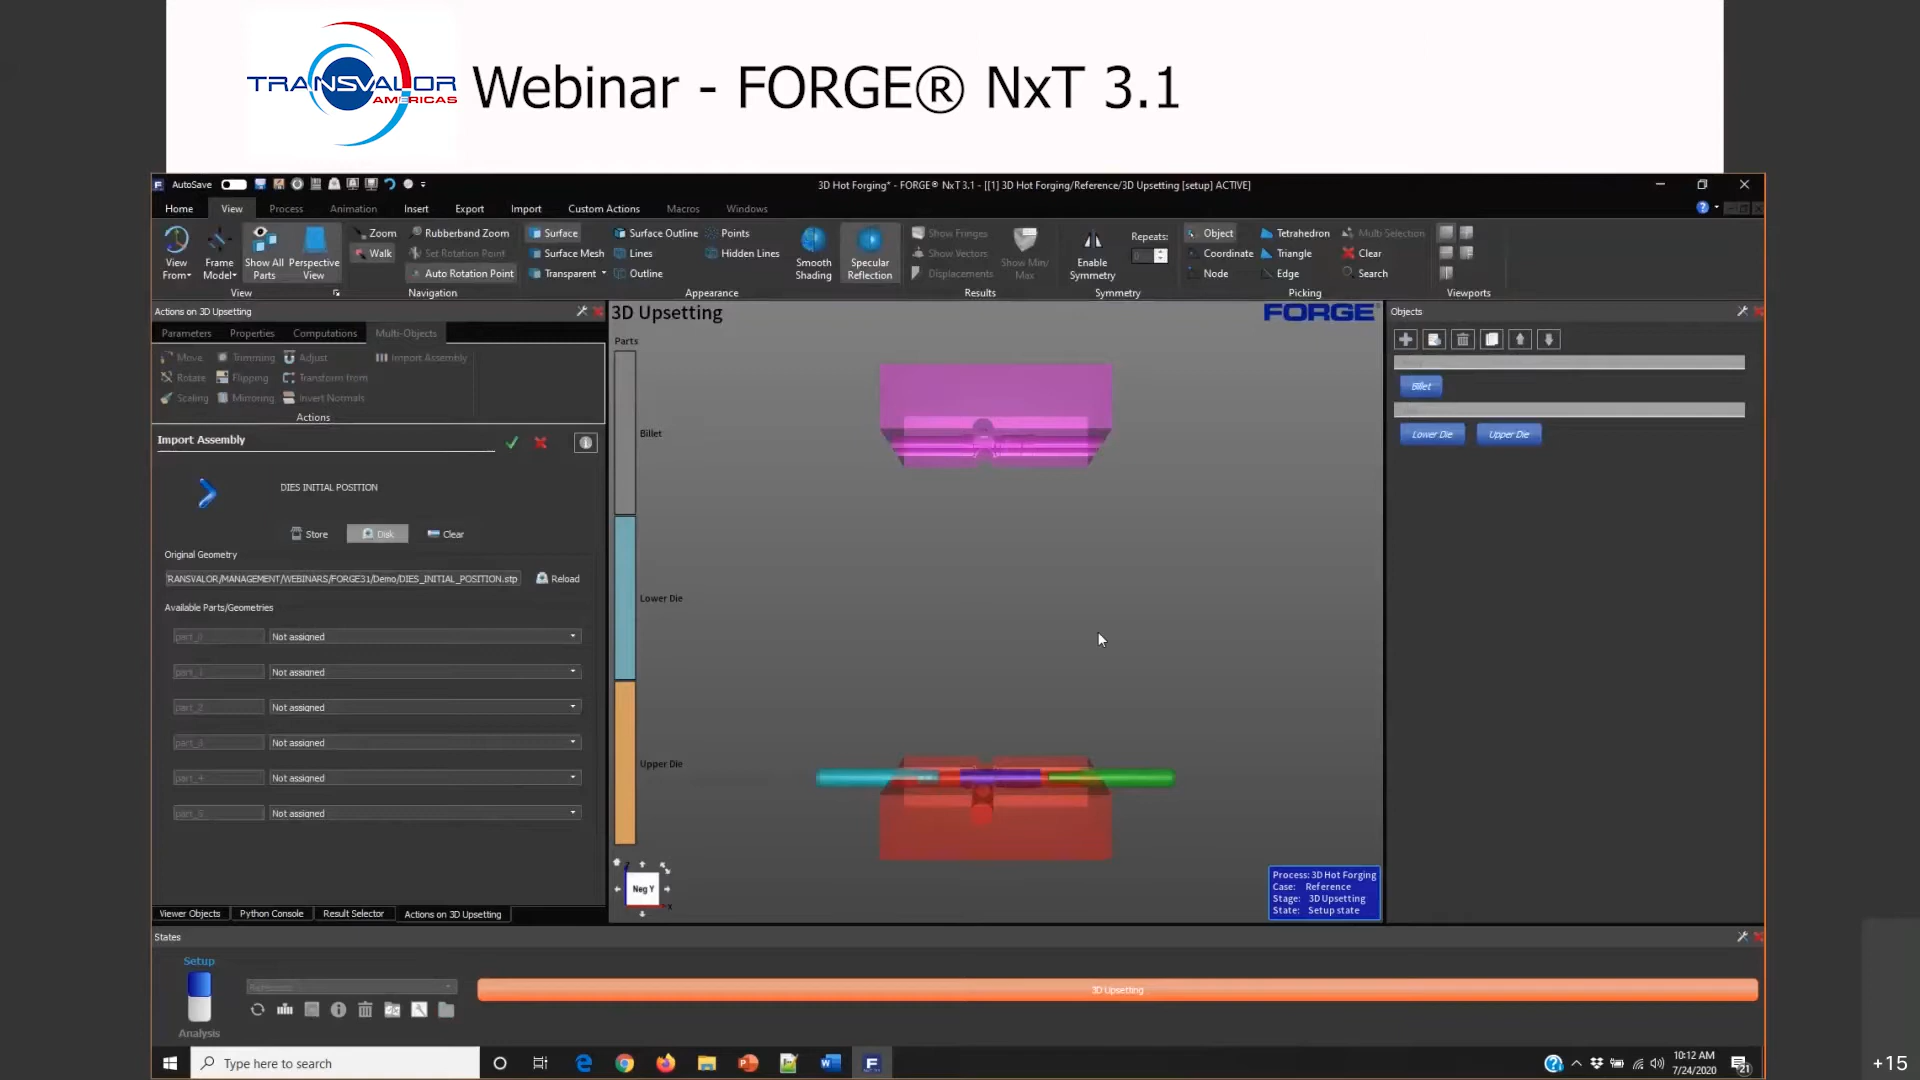 TRANSVALOR
AMERICAS
Webinar - FORGE® NxT 3.1
AutoSave
3D Hot Forging* - FORGE® NxT 3.1 - [[1] 3D Hot Forging/Reference/3D Upsetting [setup] ACTIVE]
Home View Process Animation Insert Export Import Custom Actions Macros Windows
View From Frame Model Show All Parts Perspective View
Zoom Rubberband Zoom
Walk Set Rotation Point
Auto Rotation Point
Surface Surface Outline Points
Surface Mesh Lines Hidden Lines
Transparent Outline
Smooth Shading Specular Reflection
Show Fringes
Show Vectors
Displacements
Show Min/Max
Enable Symmetry
Repeats:
0
Object Tetrahedron Multi-Selection
Coordinate Triangle Clear
Node Edge Search
View Navigation Appearance Results Symmetry Picking Viewports
Actions on 3D Upsetting
Parameters Properties Computations Multi-Objects
Move Trimming Adjust Import Assembly
Rotate Flipping Transform from
Scaling Mirroring Invert Normals
Actions
Import Assembly
DIES INITIAL POSITION
Store Disk Clear
Original Geometry
RANSVALOR/MANAGEMENT/WEBINARS/FORGE31/Demo/DIES_INITIAL_POSITION.stp Reload
Available Parts/Geometries
part_0 Not assigned
part_1 Not assigned
part_2 Not assigned
part_3 Not assigned
part_4 Not assigned
part_5 Not assigned
Viewer Objects Python Console Result Selector Actions on 3D Upsetting
3D Upsetting
FORGE
Parts
Billet
Lower Die
Upper Die
Neg Y
X
Process: 3D Hot Forging
Case: Reference
Stage: 3D Upsetting
State: Setup state
Objects
Billet
Lower Die Upper Die
States
Setup
Analysis
3D Upsetting
Type here to search
10:12 AM
7/24/2020
21
+15